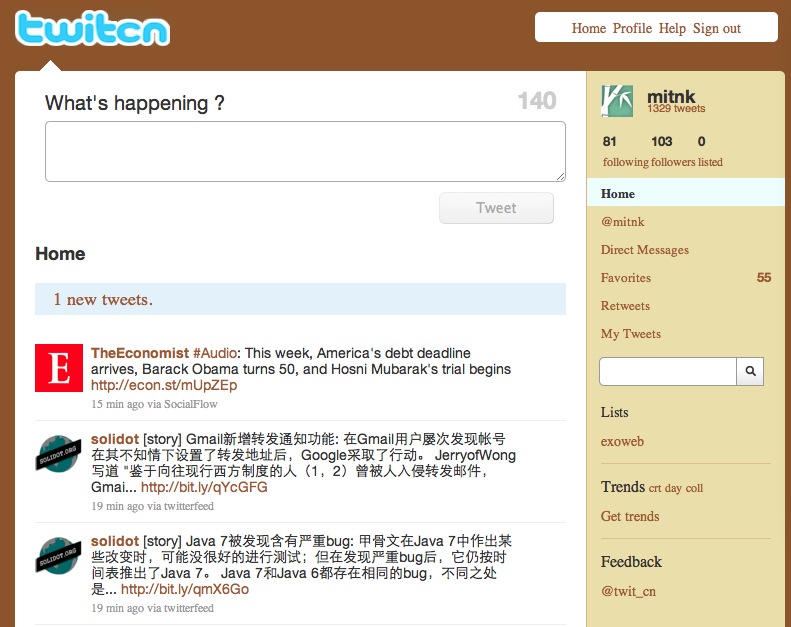 twitcn
Home Profile Help Sign out
What's happening ?
140
Tweet
Home
1 new tweets.
E
TheEconomist #Audio: This week, America's debt deadline
arrives, Barack Obama turns 50, and Hosni Mubarak's trial begins
http://econ.st/mUpZEp
15 min ago via SocialFlow
SOLIDOT.ORG
solidot [story] Gmail新增转发通知功能: 在Gmail用户屡次发现帐号
在其不知情下设置了转发地址后，Google采取了行动。 JerryofWong
写道 "鉴于向往现行西方制度的人（1，2）曾被人入侵转发邮件，
Gmai... http://bit.ly/qYcGFG
19 min ago via twitterfeed
SOLIDOT.ORG
solidot [story] Java 7被发现含有严重bug: 甲骨文在Java 7中作出某
些改变时，可能没很好的进行测试；但在发现严重bug后，它仍按时
间表推出了Java 7。 Java 7和Java 6都存在相同的bug，不同之处
是... http://bit.ly/qmX6Go
19 min ago via twitterfeed
mitnk
1329 tweets
81 103 0
following followers listed
Home
@mitnk
Direct Messages
Favorites 55
Retweets
My Tweets
Lists
exoweb
Trends crt day coll
Get trends
Feedback
@twit_cn